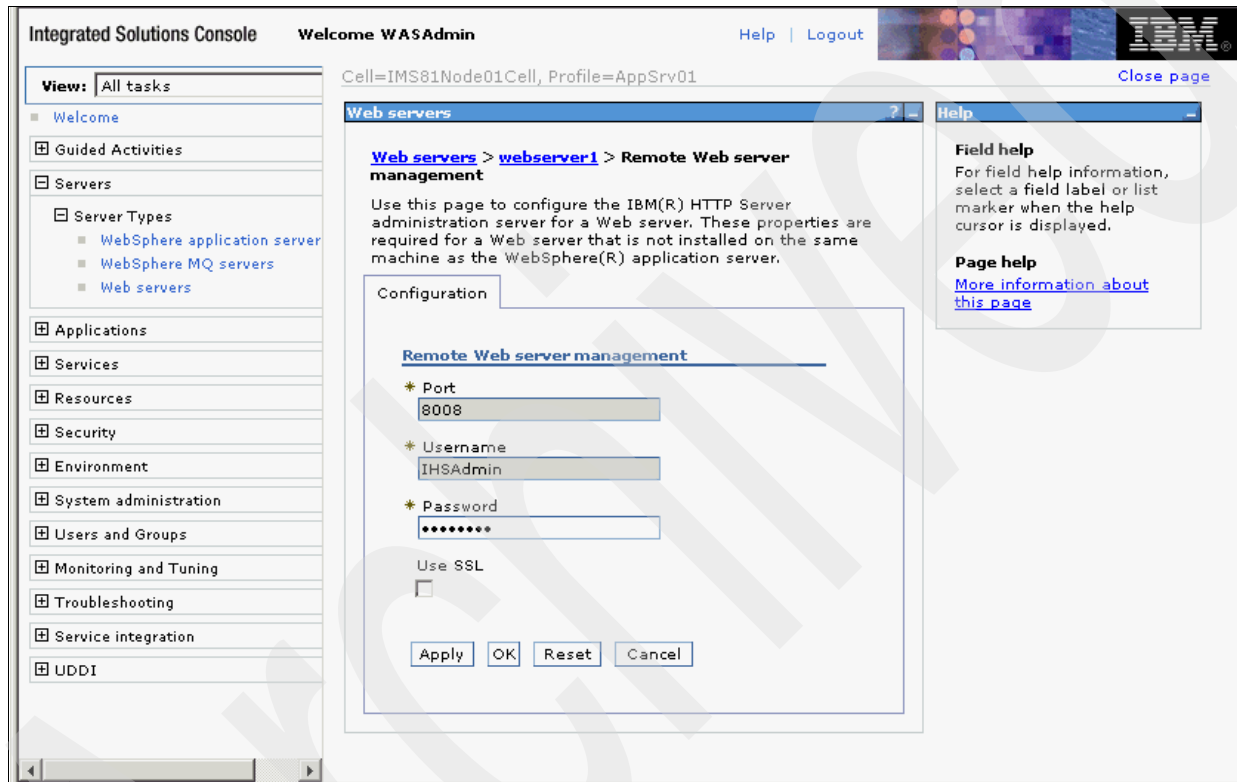 Integrated Solutions Console Welcome WASAdmin Help | Logout IBM®
View: All tasks
Welcome
Guided Activities
Servers
Server Types
WebSphere application server
WebSphere MQ servers
Web servers
Applications
Services
Resources
Security
Environment
System administration
Users and Groups
Monitoring and Tuning
Troubleshooting
Service integration
UDDI
Cell=IMS81Node01Cell, Profile=AppSrv01 Close page
Web servers ? _
Web servers > webserver1 > Remote Web server
management
Use this page to configure the IBM(R) HTTP Server
administration server for a Web server. These properties are
required for a Web server that is not installed on the same
machine as the WebSphere(R) application server.
Configuration
Remote Web server management
* Port
8008
* Username
IHSAdmin
* Password
••••••••
Use SSL
Apply OK Reset Cancel
Help _
Field help
For field help information,
select a field label or list
marker when the help
cursor is displayed.
Page help
More information about
this page